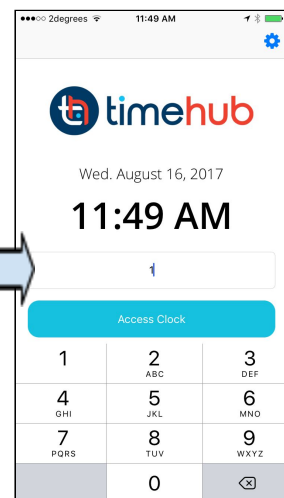 2degrees 11:49 AM
timehub
Wed. August 16, 2017
11:49 AM
1
Access Clock
1 2 3
ABC DEF
4 5 6
GHI JKL MNO
7 8 9
PQRS TUV WXYZ
0